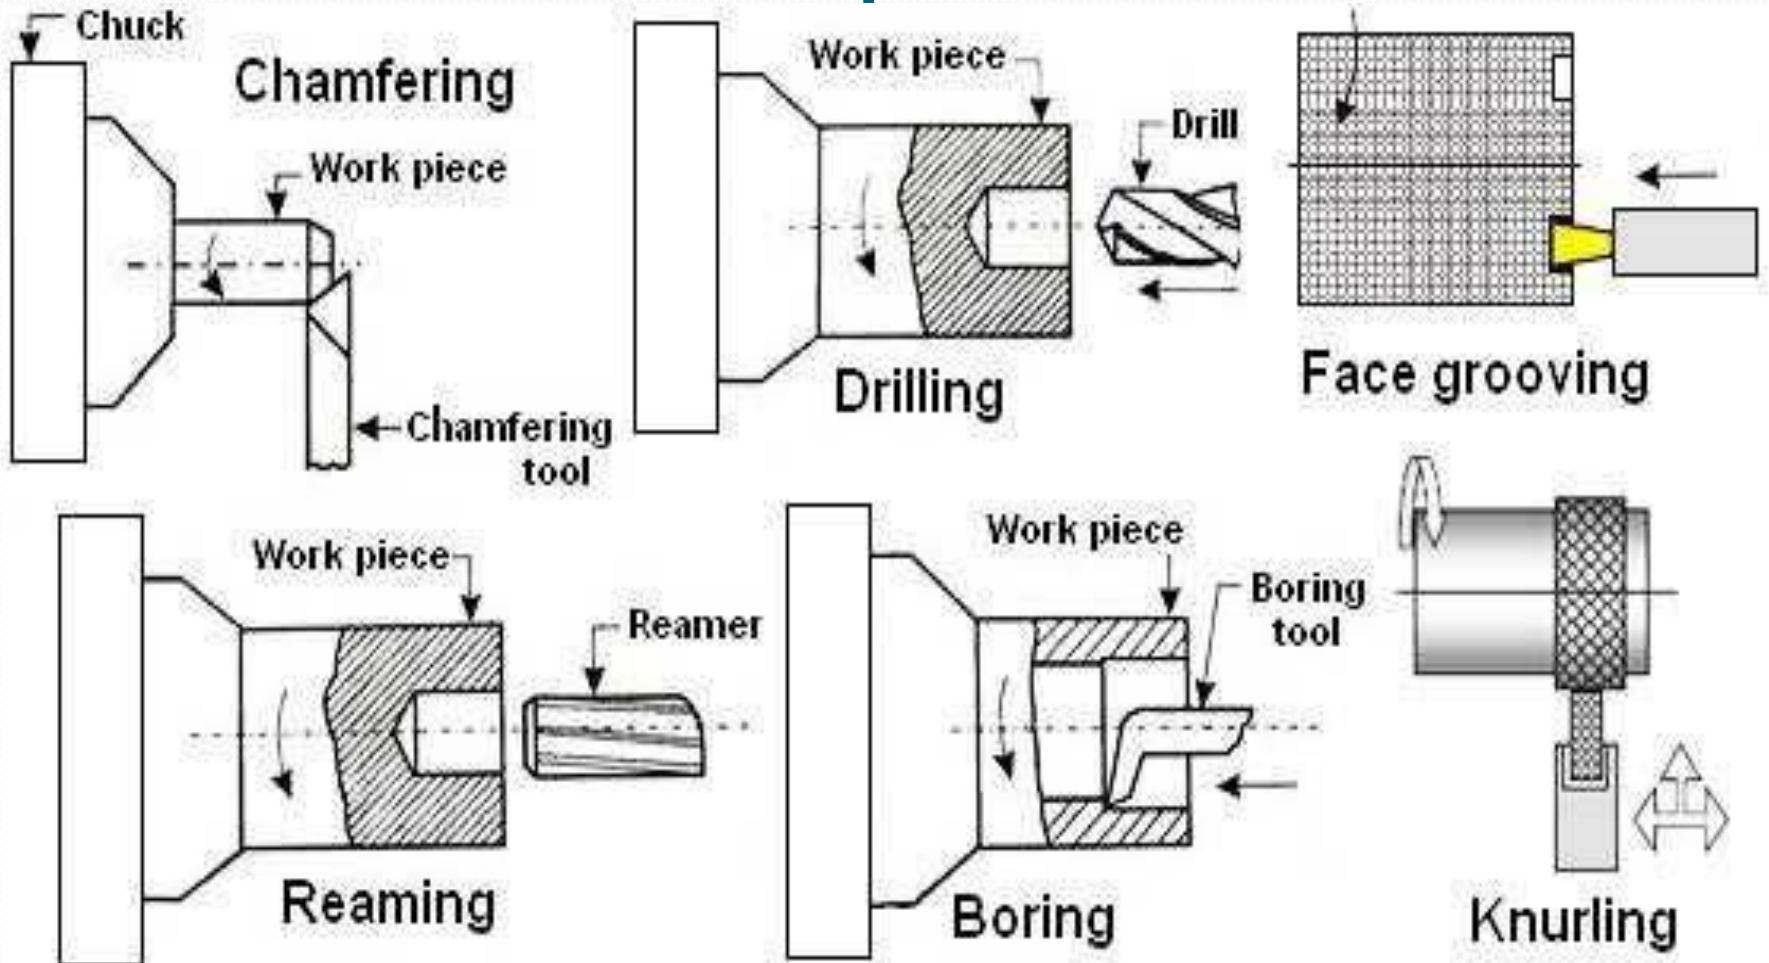 Chuck
Chamfering
Work piece
Chamfering
tool
Work piece
Drill
Drilling
Face grooving
Work piece
Reamer
Reaming
Work piece
Boring
tool
Boring
Knurling